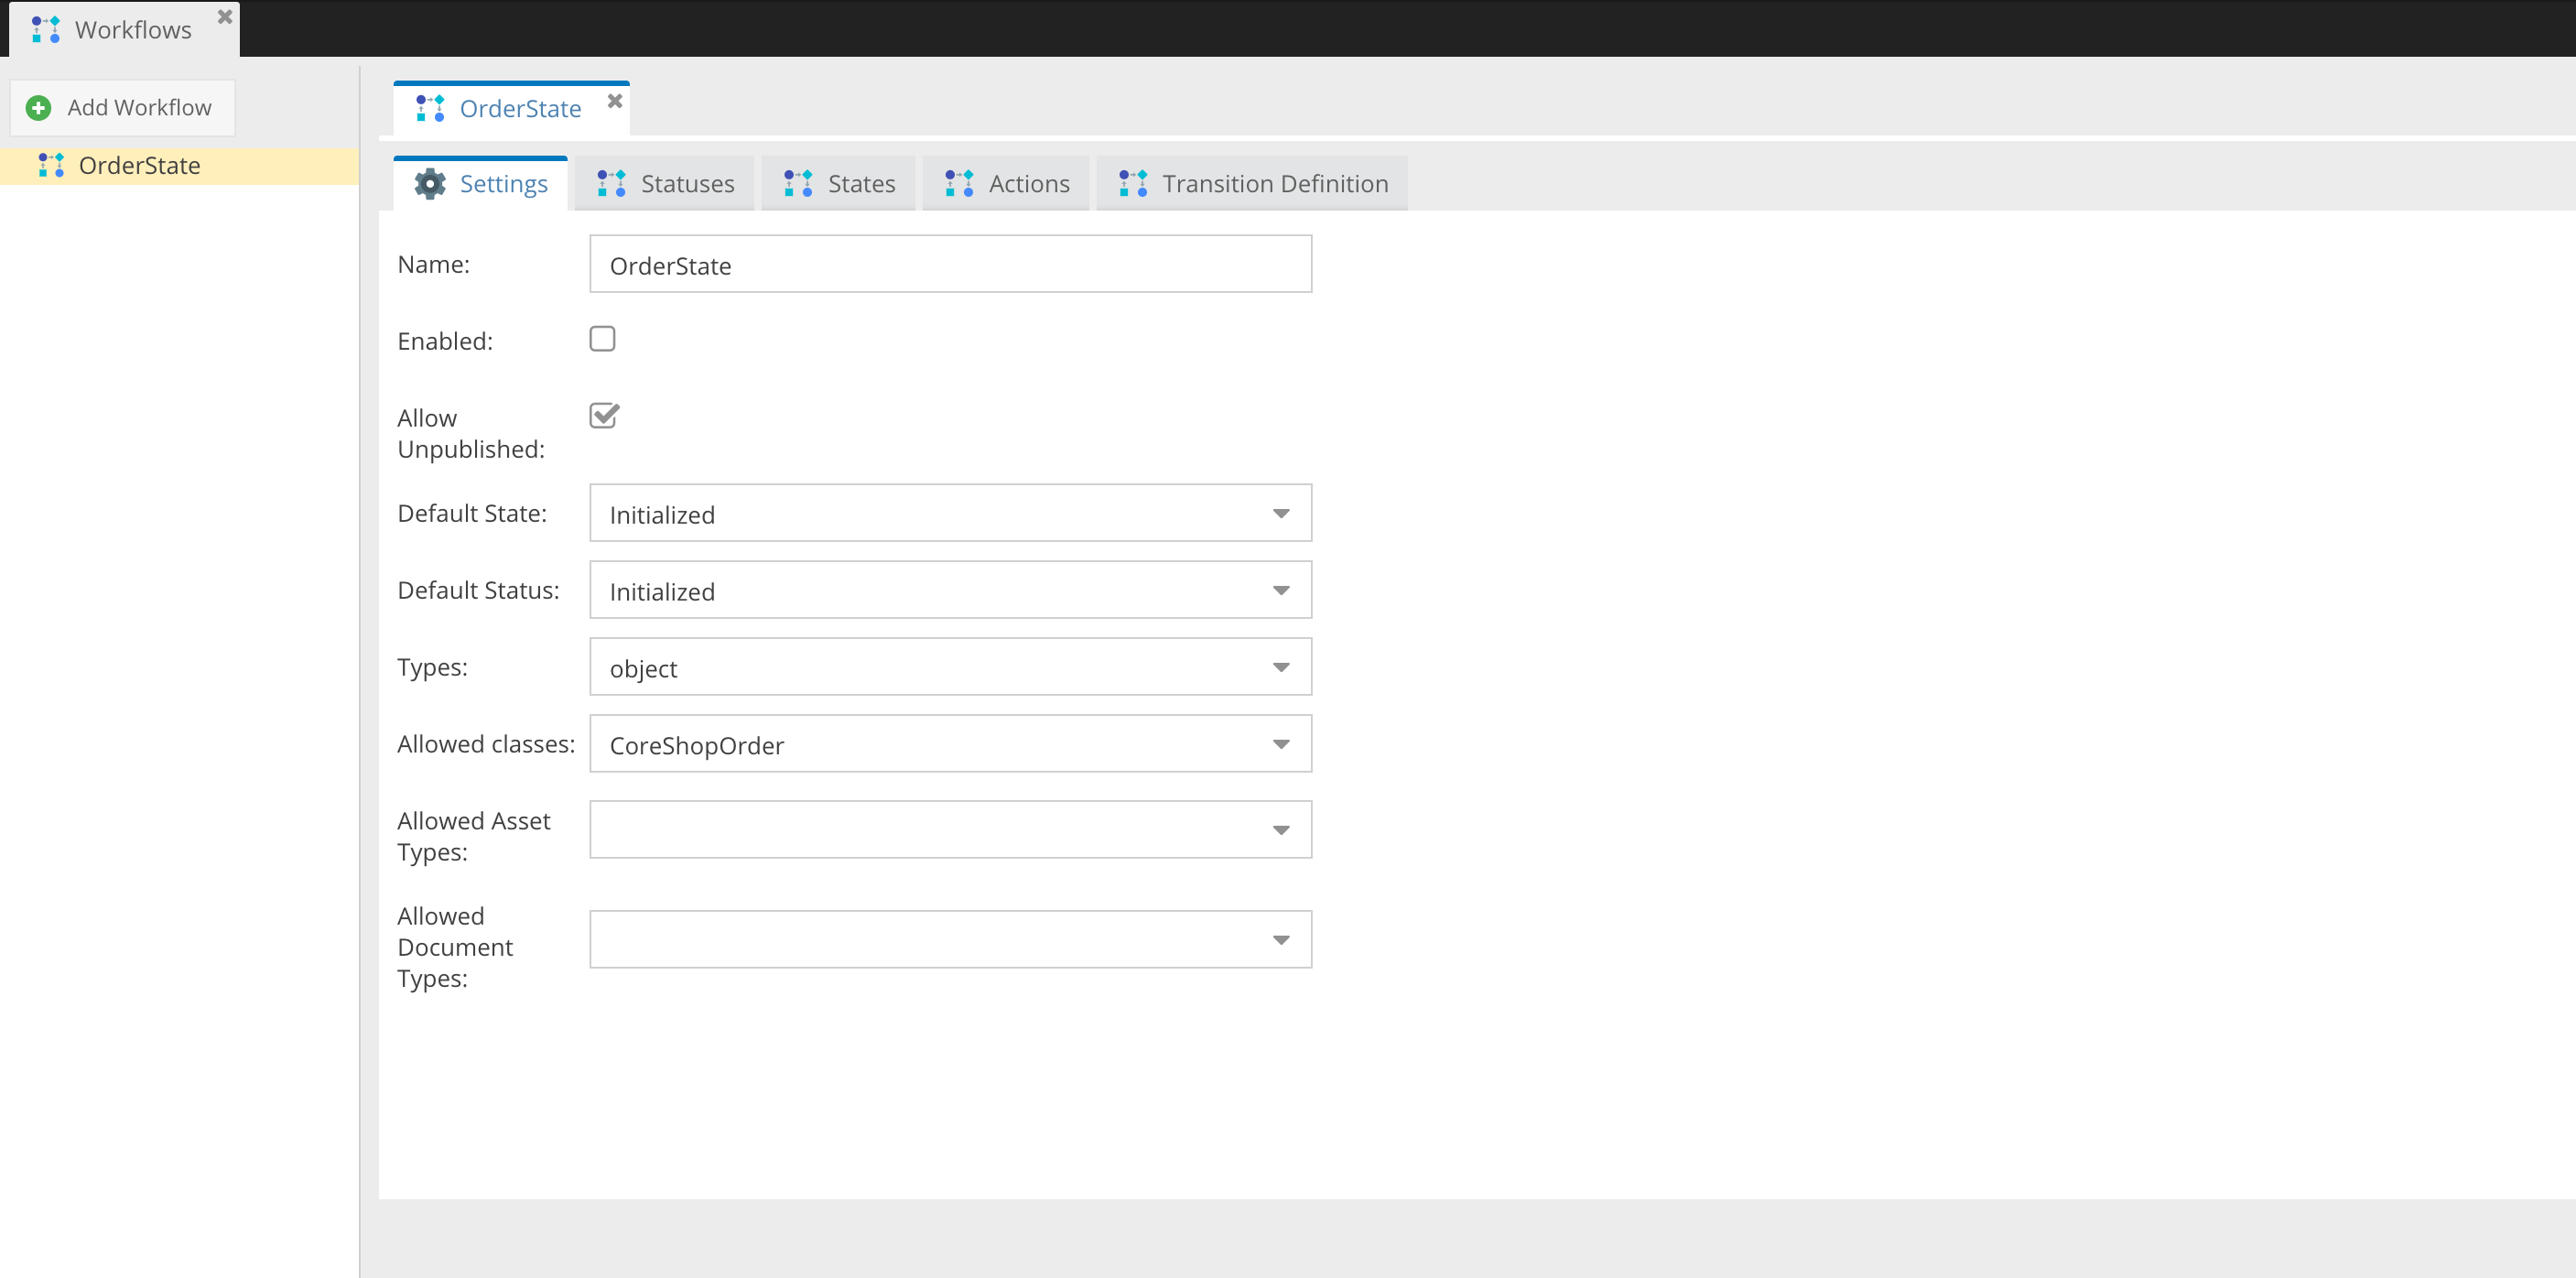 Workflows
Add Workflow
OrderState
OrderState
Settings
Statuses
States
Actions
Transition Definition
Name:
OrderState
Enabled:
Allow
Unpublished:
Default State:
Initialized
Default Status:
Initialized
Types:
object
Allowed classes:
CoreShopOrder
Allowed Asset
Types:
Allowed
Document
Types: